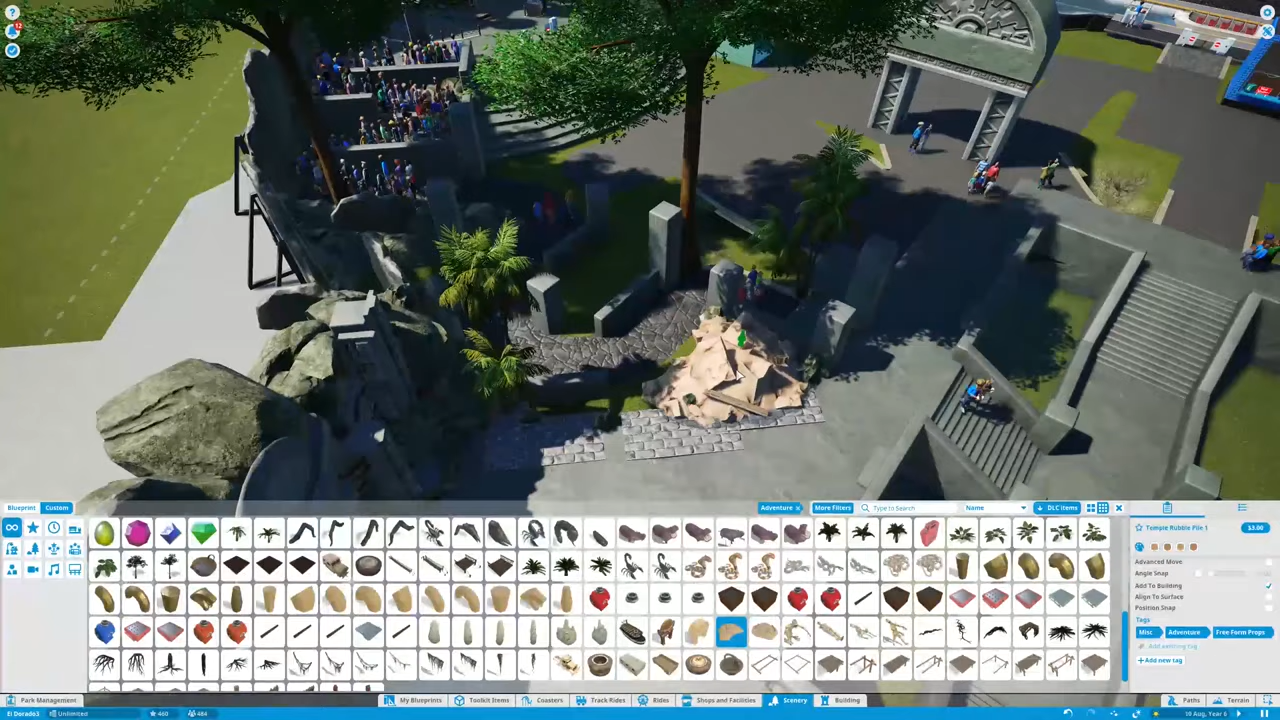 ?
12
Blueprint
Custom
Adventure ×
More Filters
Type to Search
Name
DLC items
Temple Rubble Pile 1
$3.00
Advanced Move
Angle Snap
Add To Building
Align To Surface
Position Snap
Tags
Misc
Adventure
Free Form Props
Add existing tag
+ Add new tag
Park Management
My Blueprints
Toolkit Items
Coasters
Track Rides
Rides
Shops and Facilities
Scenery
Building
Paths
Terrain
El Dorado63
Unlimited
460
484
10 Aug, Year 6